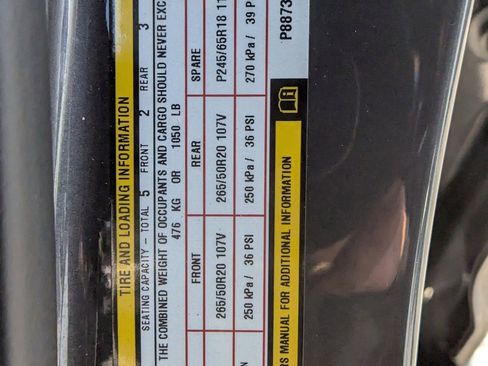 TIRE AND LOADING INFORMATION
SEATING CAPACITY – TOTAL 5 FRONT 2 REAR 3
THE COMBINED WEIGHT OF OCCUPANTS AND CARGO SHOULD NEVER EXC
476 KG OR 1050 LB
FRONT REAR SPARE
265/50R20 107V 265/50R20 107V P245/65R18 11
250 kPa / 36 PSI 250 kPa / 36 PSI 270 kPa / 39 P
RS MANUAL FOR ADDITIONAL INFORMATION
P8873